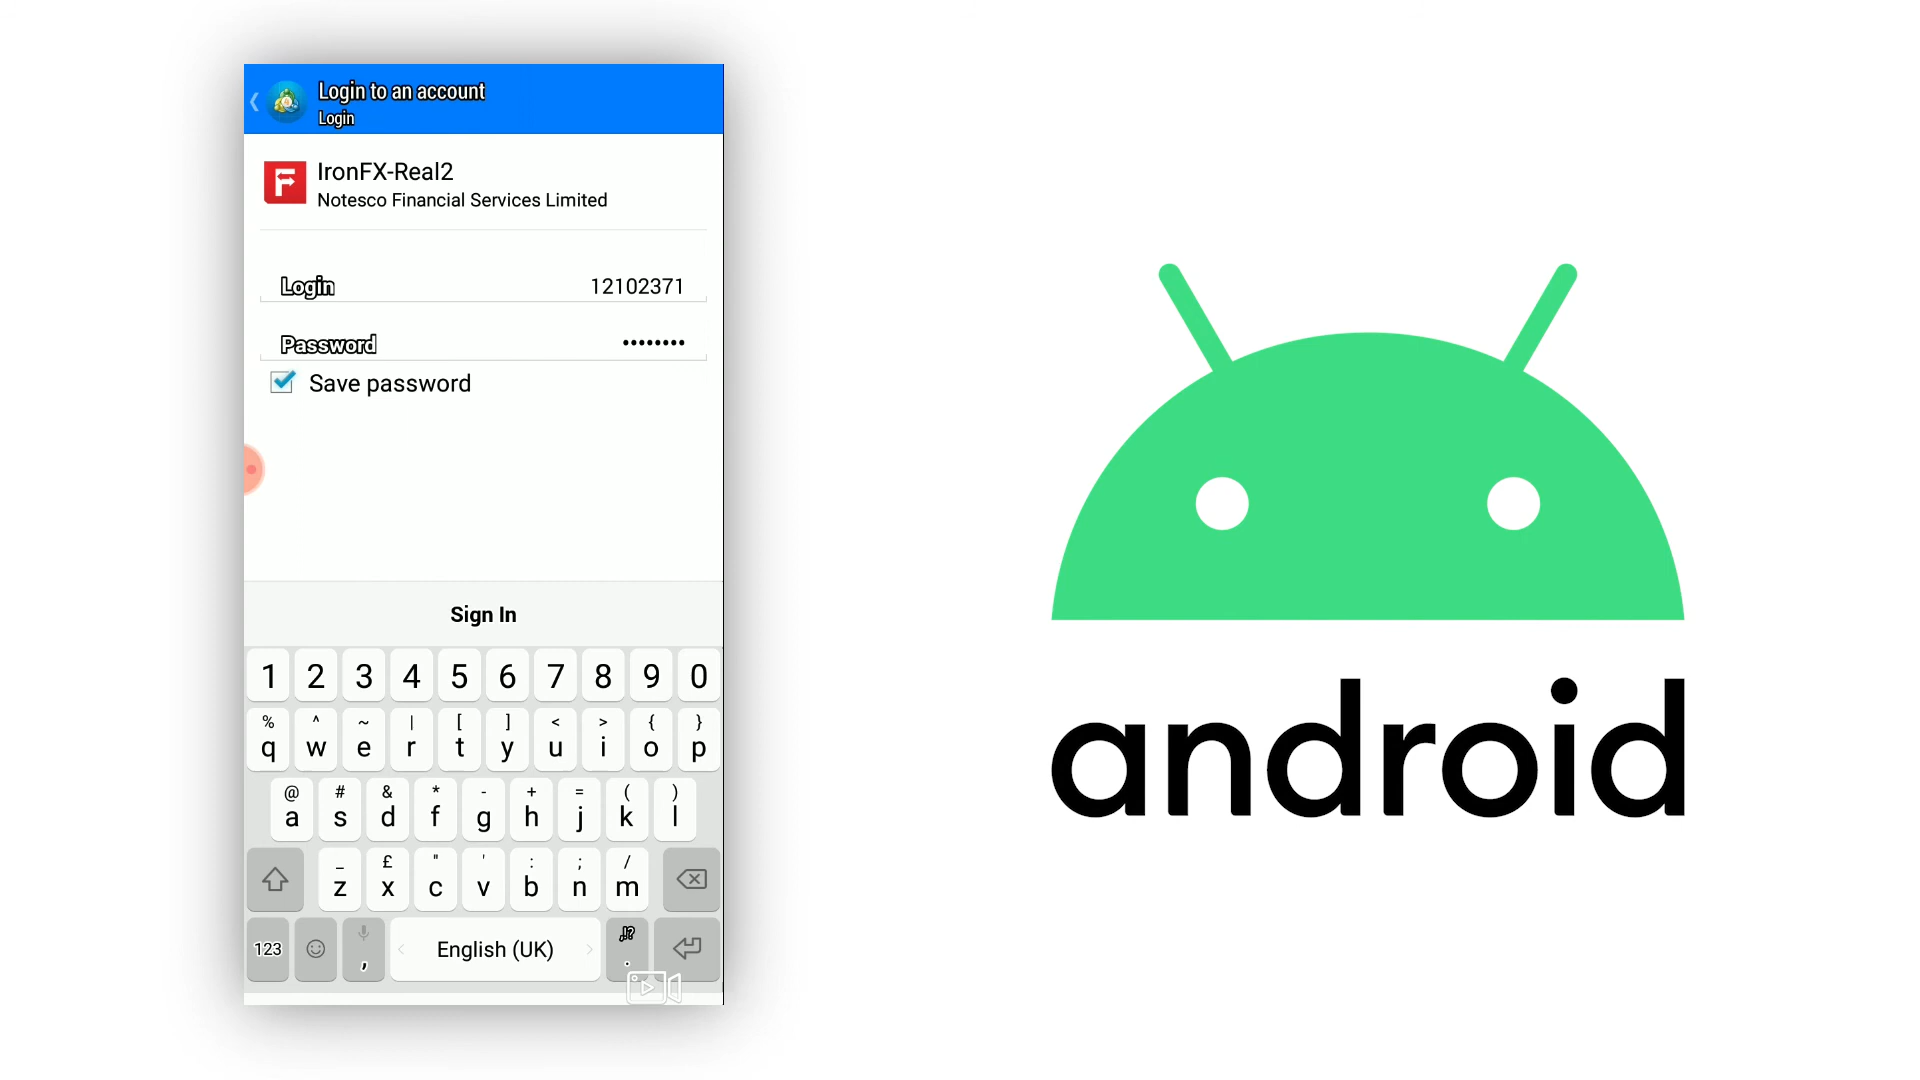 Login to an account
Login
IronFX-Real2
Notesco Financial Services Limited
Login 12102371
Password ••••••••
Save password
Sign In
1 2 3 4 5 6 7 8 9 0
% ^ ~ | [ ] < > { }
q w e r t y u i o p
@ # & * - + = ( )
a s d f g h j k l
_ £ " ' : ; /
z x c v b n m
,!?
123 , English (UK) .
android